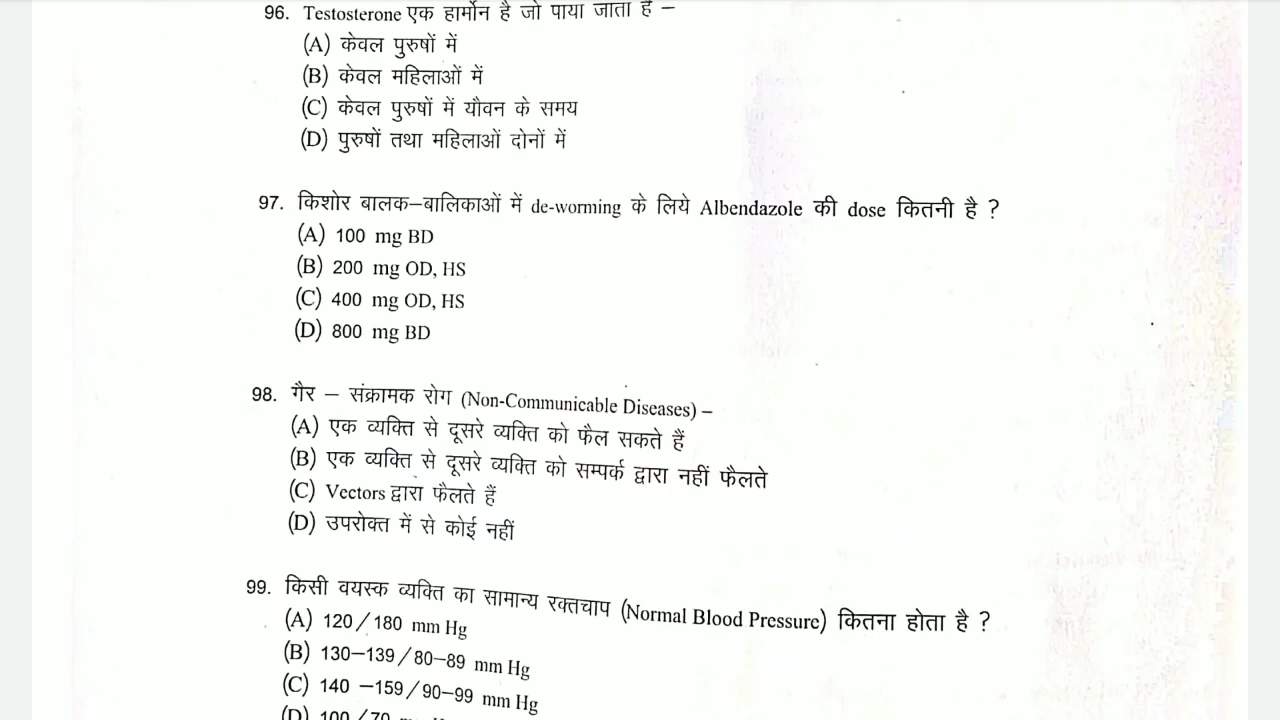 96. Testosterone एक हार्मोन है जो पाया जाता है –
(A) केवल पुरुषों में
(B) केवल महिलाओं में
(C) केवल पुरुषों में यौवन के समय
(D) पुरुषों तथा महिलाओं दोनों में
97. किशोर बालक–बालिकाओं में de-worming के लिये Albendazole की dose कितनी है ?
(A) 100 mg BD
(B) 200 mg OD, HS
(C) 400 mg OD, HS
(D) 800 mg BD
98. गैर – संक्रामक रोग (Non-Communicable Diseases) –
(A) एक व्यक्ति से दूसरे व्यक्ति को फैल सकते हैं
(B) एक व्यक्ति से दूसरे व्यक्ति को सम्पर्क द्वारा नहीं फैलते
(C) Vectors द्वारा फैलते हैं
(D) उपरोक्त में से कोई नहीं
99. किसी वयस्क व्यक्ति का सामान्य रक्तचाप (Normal Blood Pressure) कितना होता है ?
(A) 120 / 180 mm Hg
(B) 130–139 / 80–89 mm Hg
(C) 140 –159 / 90–99 mm Hg
(D) 100 / 70